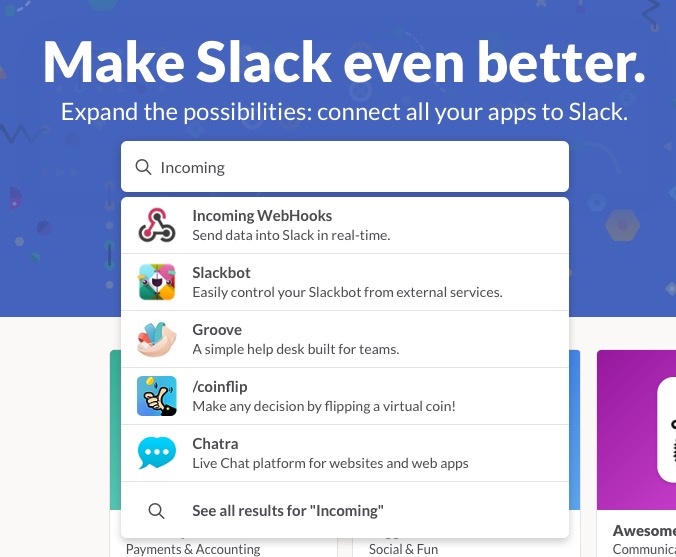 Make Slack even better.
Expand the possibilities: connect all your apps to Slack.
Incoming
Incoming WebHooks
Send data into Slack in real-time.
Slackbot
Easily control your Slackbot from external services.
Groove
A simple help desk built for teams.
/coinflip
Make any decision by flipping a virtual coin!
Chatra
Live Chat platform for websites and web apps
See all results for "Incoming"
Awesome
Payments & Accounting
Social & Fun